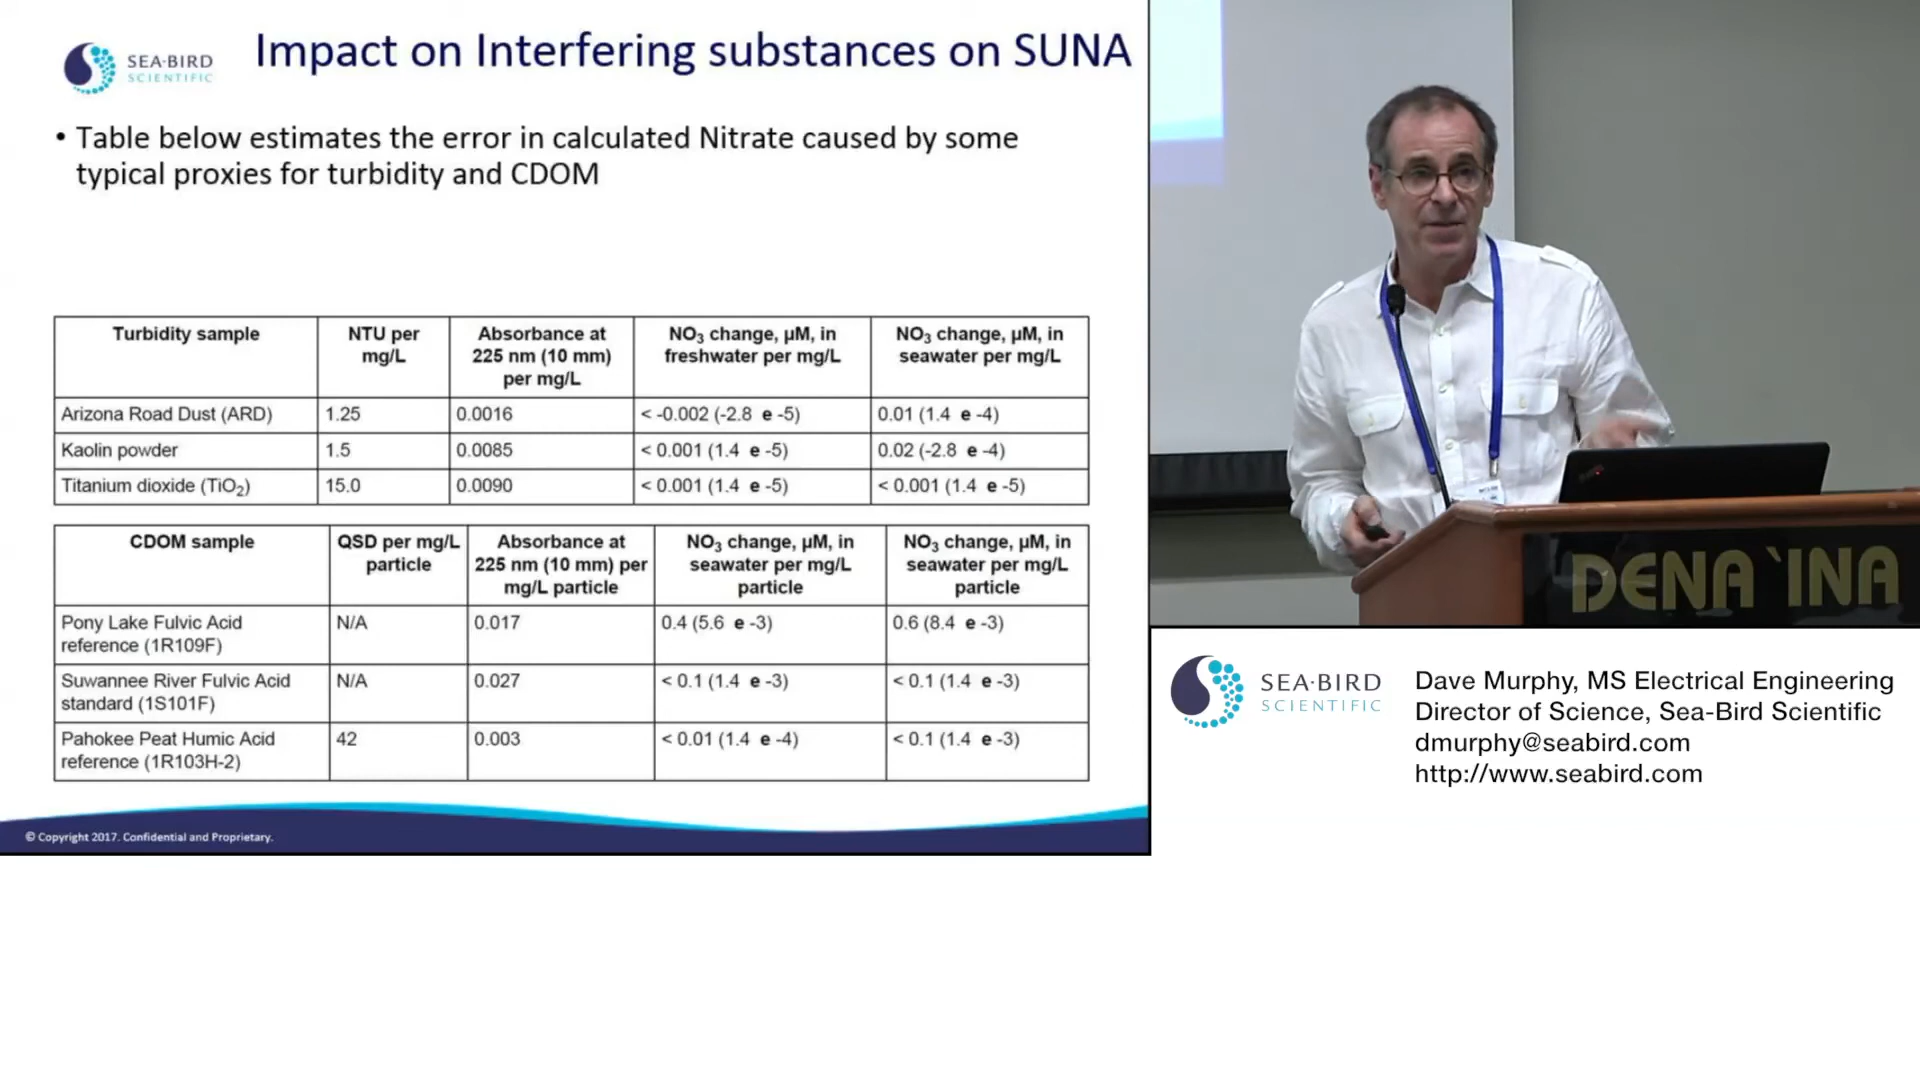 SEA·BIRD
SCIENTIFIC
Impact on Interfering substances on SUNA
• Table below estimates the error in calculated Nitrate caused by some
typical proxies for turbidity and CDOM
Turbidity sample
NTU per
mg/L
Absorbance at
225 nm (10 mm)
per mg/L
NO3 change, µM, in
freshwater per mg/L
NO3 change, µM, in
seawater per mg/L
Arizona Road Dust (ARD) 1.25 0.0016 < -0.002 (-2.8 e -5) 0.01 (1.4 e -4)
Kaolin powder 1.5 0.0085 < 0.001 (1.4 e -5) 0.02 (-2.8 e -4)
Titanium dioxide (TiO2) 15.0 0.0090 < 0.001 (1.4 e -5) < 0.001 (1.4 e -5)
CDOM sample
QSD per mg/L
particle
Absorbance at
225 nm (10 mm) per
mg/L particle
NO3 change, µM, in
seawater per mg/L
particle
NO3 change, µM, in
seawater per mg/L
particle
Pony Lake Fulvic Acid
reference (1R109F)
N/A 0.017 0.4 (5.6 e -3) 0.6 (8.4 e -3)
Suwannee River Fulvic Acid
standard (1S101F)
N/A 0.027 < 0.1 (1.4 e -3) < 0.1 (1.4 e -3)
Pahokee Peat Humic Acid
reference (1R103H-2)
42 0.003 < 0.01 (1.4 e -4) < 0.1 (1.4 e -3)
© Copyright 2017. Confidential and Proprietary.
DENA`INA
SEA·BIRD
SCIENTIFIC
Dave Murphy, MS Electrical Engineering
Director of Science, Sea-Bird Scientific
dmurphy@seabird.com
http://www.seabird.com